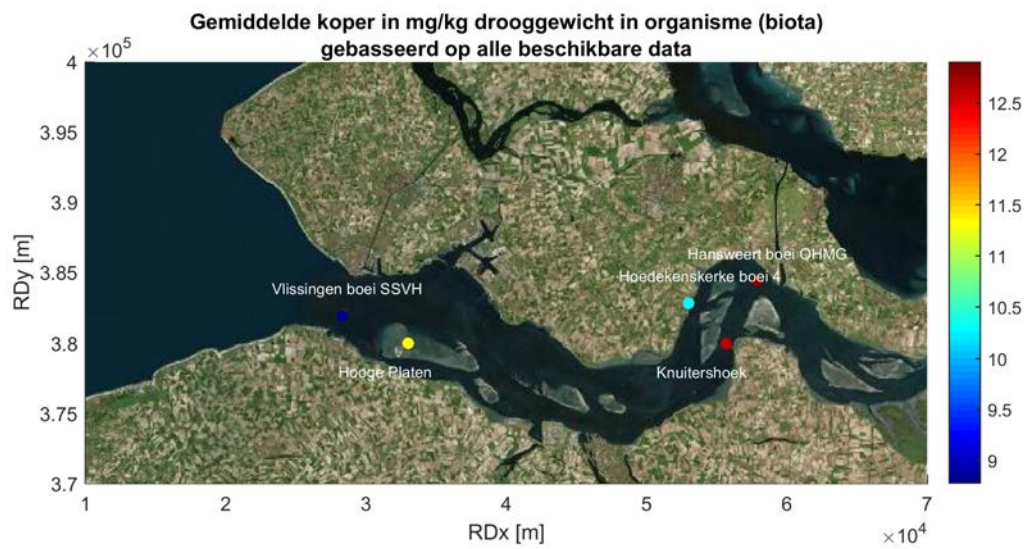 Gemiddelde koper in mg/kg drooggewicht in organisme (biota)
gebasseerd op alle beschikbare data
×10⁵
4
3.95
3.9
3.85
3.8
3.75
3.7
RDy [m]
Hansweert boei OHMG
Hoedekenskerke boei 4
Vlissingen boei SSVH
Hooge Platen
Knuitershoek
1
2
3
4
5
6
7
RDx [m]
×10⁴
12.5
12
11.5
11
10.5
10
9.5
9